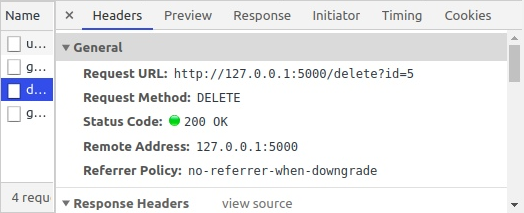 Name
Headers Preview Response Initiator Timing Cookies
u...
g...
d...
g...
4 requ
General
Request URL: http://127.0.0.1:5000/delete?id=5
Request Method: DELETE
Status Code: 200 OK
Remote Address: 127.0.0.1:5000
Referrer Policy: no-referrer-when-downgrade
Response Headers view source